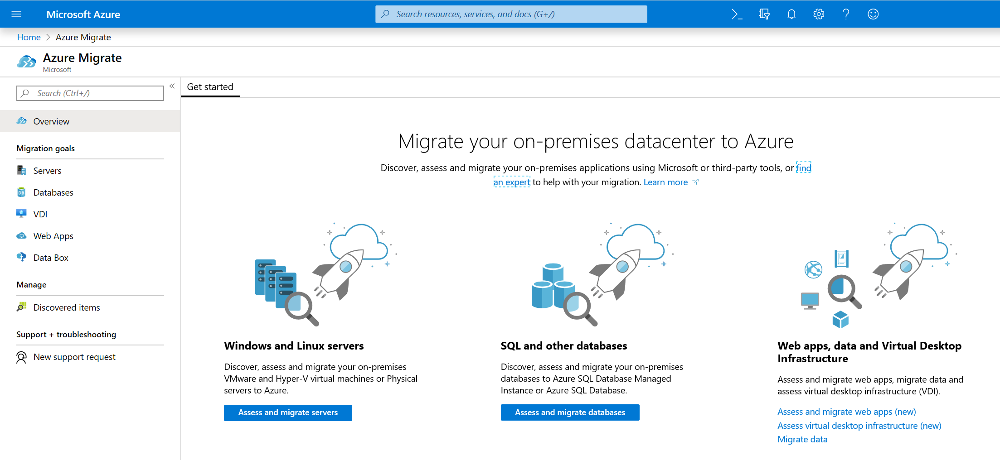 Microsoft Azure
Search resources, services, and docs (G+/)
Home > Azure Migrate
Azure Migrate
Microsoft
Search (Ctrl+/)
Overview
Migration goals
Servers
Databases
VDI
Web Apps
Data Box
Manage
Discovered items
Support + troubleshooting
New support request
Get started
Migrate your on-premises datacenter to Azure
Discover, assess and migrate your on-premises applications using Microsoft or third-party tools, or find
an expert to help with your migration. Learn more
Windows and Linux servers
Discover, assess and migrate your on-premises
VMware and Hyper-V virtual machines or Physical
servers to Azure.
Assess and migrate servers
SQL and other databases
Discover, assess and migrate your on-premises
databases to Azure SQL Database Managed
Instance or Azure SQL Database.
Assess and migrate databases
Web apps, data and Virtual Desktop
Infrastructure
Assess and migrate web apps, migrate data and
assess virtual desktop infrastructure (VDI).
Assess and migrate web apps (new)
Assess virtual desktop infrastructure (new)
Migrate data